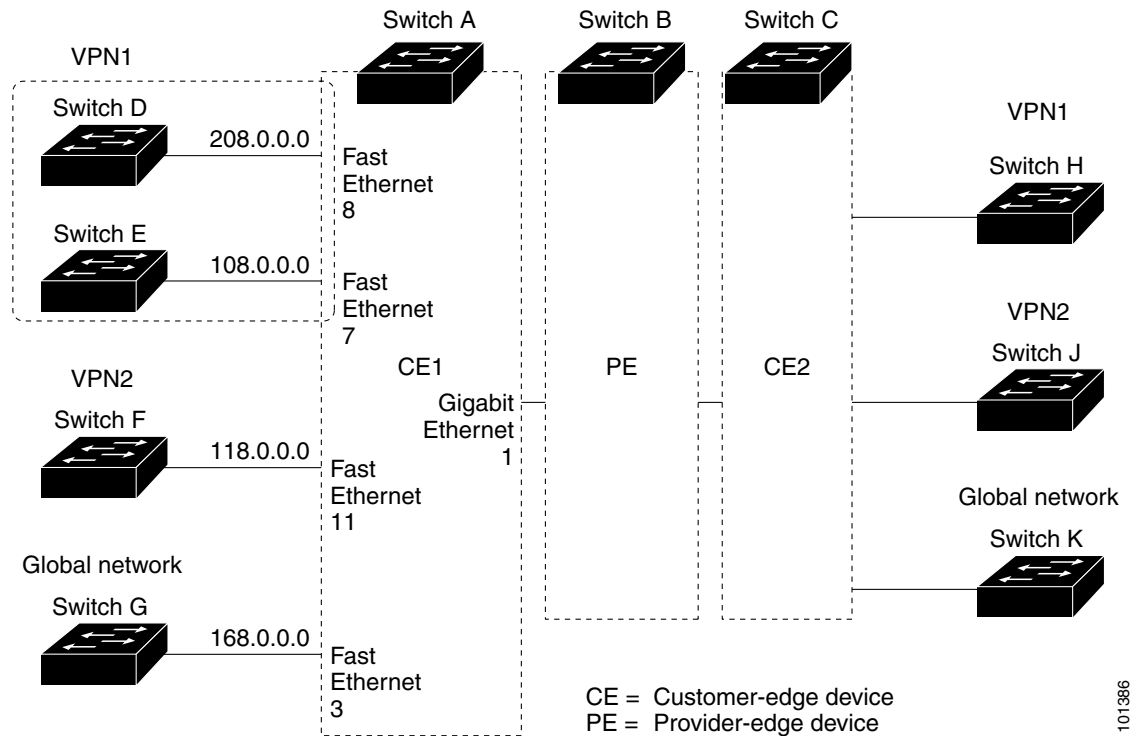 Switch A
Switch B
Switch C
VPN1
Switch D
208.0.0.0
Fast
Ethernet
8
Switch E
108.0.0.0
Fast
Ethernet
7
VPN2
Switch F
118.0.0.0
Fast
Ethernet
11
Global network
Switch G
168.0.0.0
Fast
Ethernet
3
CE1
Gigabit
Ethernet
1
PE
CE2
VPN1
Switch H
VPN2
Switch J
Global network
Switch K
CE = Customer-edge device
PE = Provider-edge device
101386